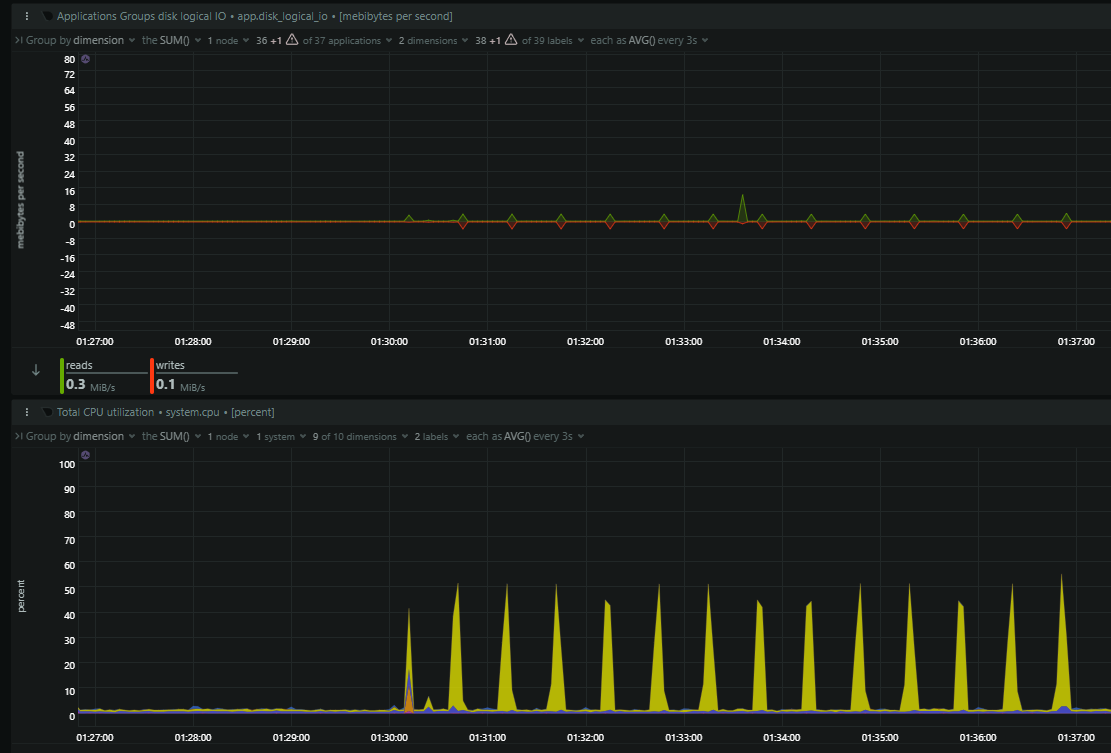 Applications Groups disk logical IO • app.disk_logical_io • [mebibytes per second]
Group by dimension the SUM() 1 node 36 +1 of 37 applications 2 dimensions 38 +1 of 39 labels each as AVG() every 3s
mebibytes per second
80
72
64
56
48
40
32
24
16
8
0
-8
-16
-24
-32
-40
-48
01:27:00 01:28:00 01:29:00 01:30:00 01:31:00 01:32:00 01:33:00 01:34:00 01:35:00 01:36:00 01:37:00
reads writes
0.3 MiB/s 0.1 MiB/s
Total CPU utilization • system.cpu • [percent]
Group by dimension the SUM() 1 node 1 system 9 of 10 dimensions 2 labels each as AVG() every 3s
percent
100
90
80
70
60
50
40
30
20
10
0
01:27:00 01:28:00 01:29:00 01:30:00 01:31:00 01:32:00 01:33:00 01:34:00 01:35:00 01:36:00 01:37:00